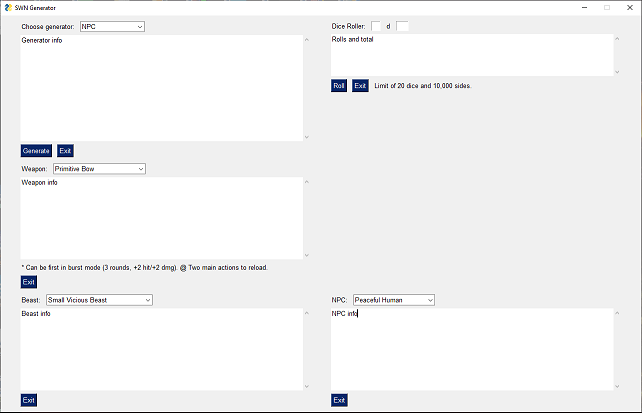 SWN Generator
Choose generator: NPC
Generator info
Generate Exit
Weapon: Primitive Bow
Weapon info
* Can be first in burst mode (3 rounds, +2 hit/+2 dmg). @ Two main actions to reload.
Exit
Beast: Small Vicious Beast
Beast info
Exit
Dice Roller: d
Rolls and total
Roll Exit Limit of 20 dice and 10,000 sides.
NPC: Peaceful Human
NPC info
Exit